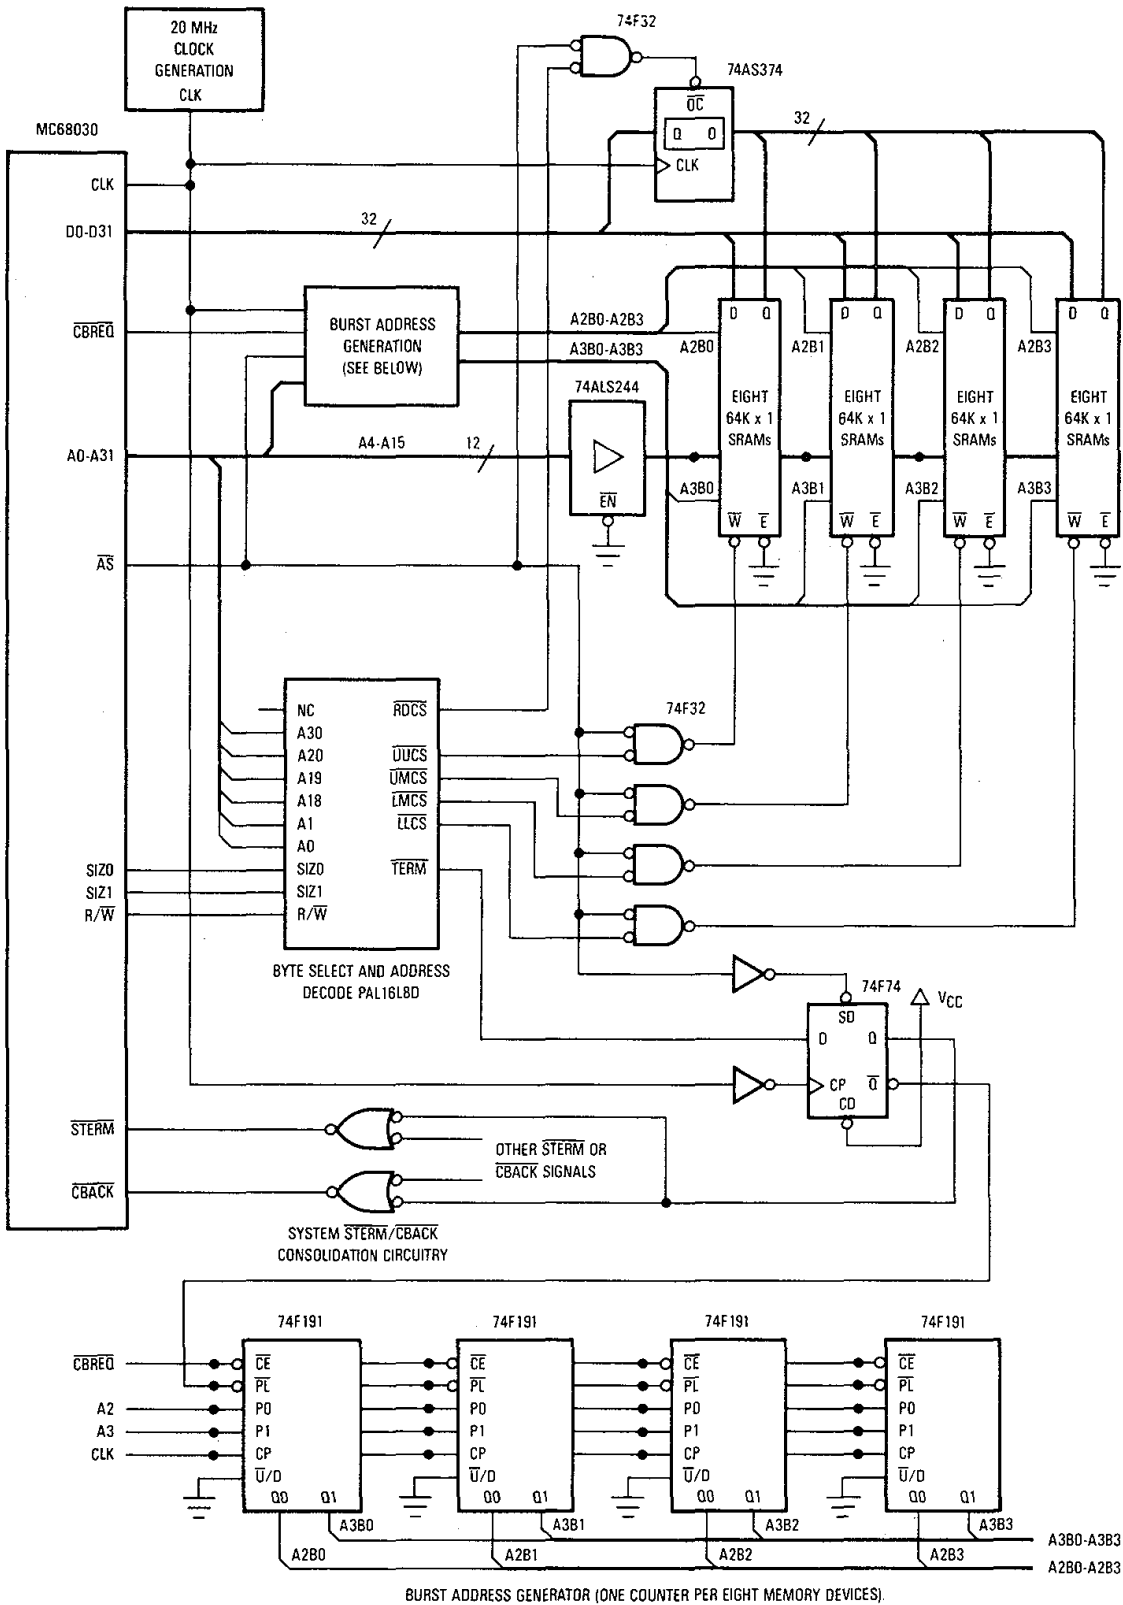 20 MHz
CLOCK
GENERATION
CLK
74F32
74AS374
OC
Q Q
CLK
32
MC68030
CLK
D0-D31
32
CBREQ
BURST ADDRESS
GENERATION
(SEE BELOW)
A2B0-A2B3
A3B0-A3B3
D Q
D Q
D Q
D Q
A2B0
A2B1
A2B2
A2B3
74ALS244
EN
EIGHT
64K x 1
SRAMs
EIGHT
64K x 1
SRAMs
EIGHT
64K x 1
SRAMs
EIGHT
64K x 1
SRAMs
A0-A31
A4-A15
12
A3B0
A3B1
A3B2
A3B3
W E
W E
W E
W E
AS
NC
A30
A20
A19
A18
A1
A0
SIZ0
SIZ1
R/W
RDCS
UUCS
UMCS
LMCS
LLCS
TERM
SIZ0
SIZ1
R/W
BYTE SELECT AND ADDRESS
DECODE PAL16L8D
74F32
74F74
VCC
SD
D Q
CP Q
CD
STERM
CBACK
OTHER STERM OR
CBACK SIGNALS
SYSTEM STERM/CBACK
CONSOLIDATION CIRCUITRY
74F191
74F191
74F191
74F191
CBREQ
A2
A3
CLK
CE
PL
P0
P1
CP
U/D
Q0 Q1
CE
PL
P0
P1
CP
U/D
Q0 Q1
CE
PL
P0
P1
CP
U/D
Q0 Q1
CE
PL
P0
P1
CP
U/D
Q0 Q1
A3B0
A3B1
A3B2
A3B3
A3B0-A3B3
A2B0
A2B1
A2B2
A2B3
A2B0-A2B3
BURST ADDRESS GENERATOR (ONE COUNTER PER EIGHT MEMORY DEVICES).